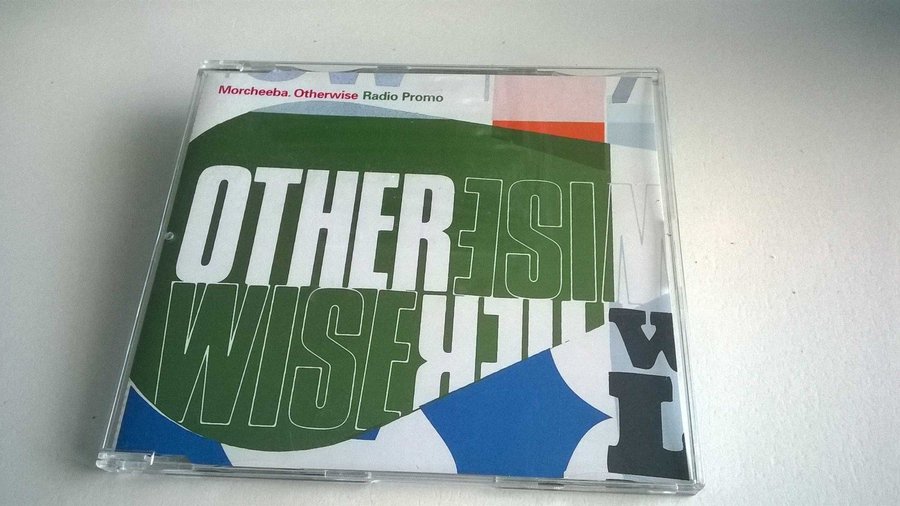 Morcheeba. Otherwise Radio Promo
OTHER
WISE